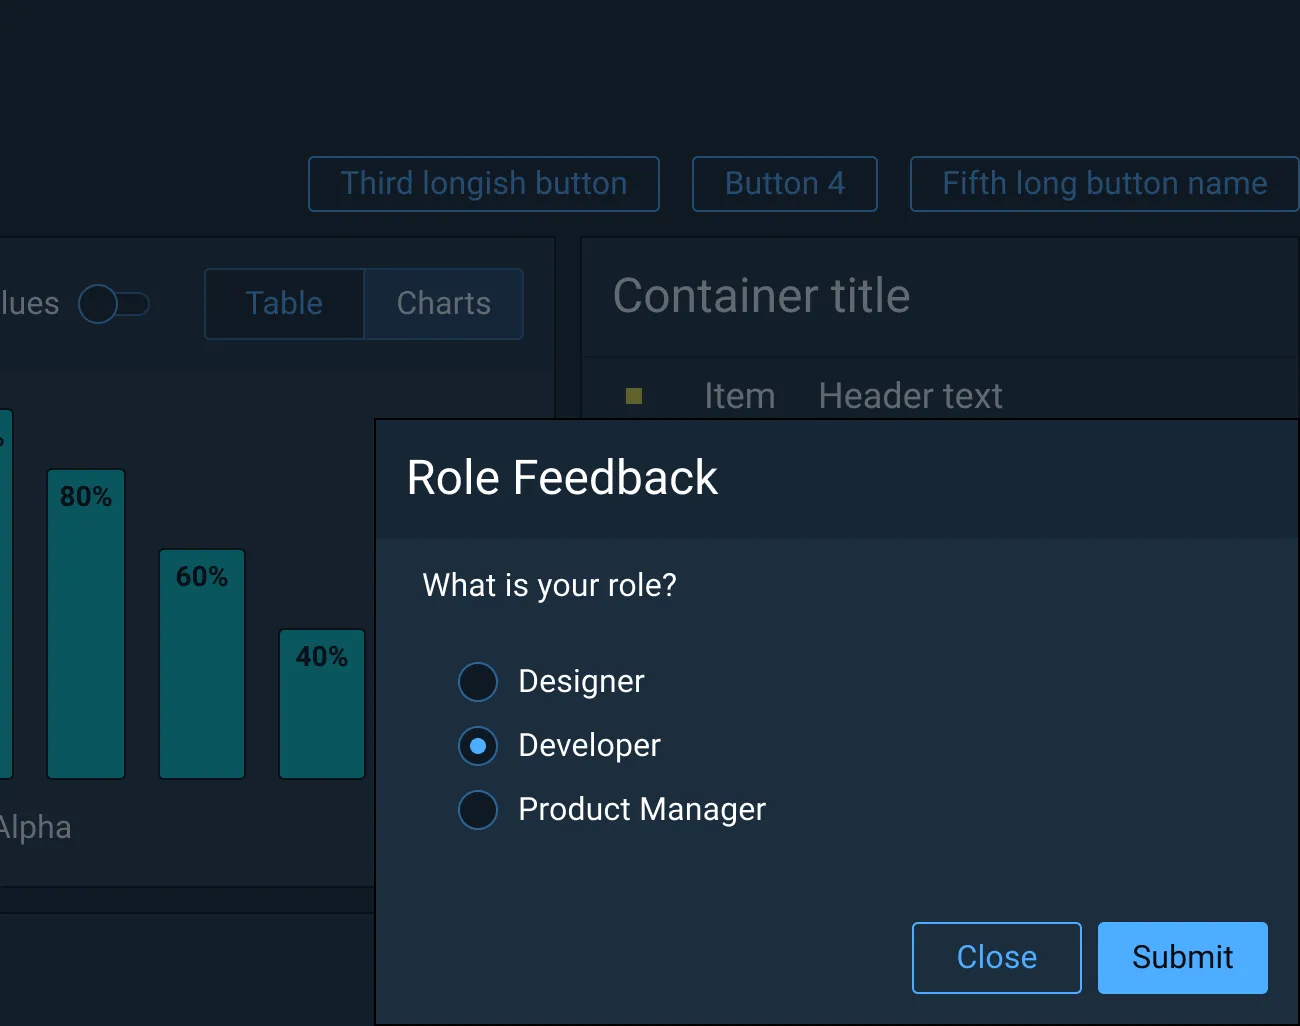 Third longish button
Button 4
Fifth long button name
lues
Table
Charts
Container title
Item
Header text
80%
60%
40%
Alpha
Role Feedback
What is your role?
Designer
Developer
Product Manager
Close
Submit